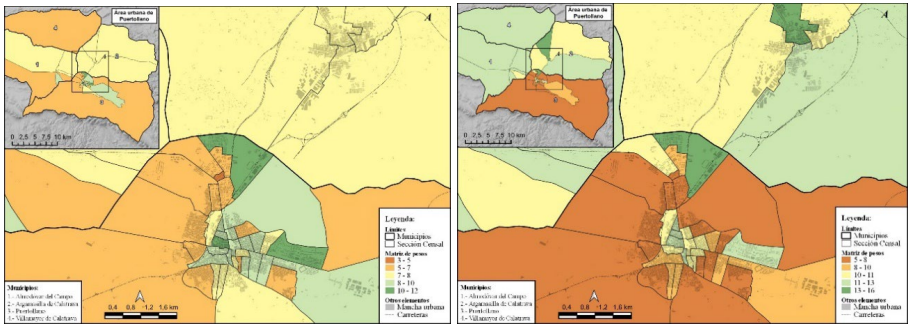 Área urbana de
Puertollano
0 2,5 5 7,5 10 km
Leyenda:
Límites
Municipios
Sección Censal
Matriz de pesos
3 - 5
5 - 7
7 - 8
8 - 10
10 - 12
Otros elementos
Mancha urbana
Carreteras
Municipios
1 - Almodóvar del Campo
2 - Argamasilla de Calatrava
3 - Puertollano
4 - Villamayor de Calatrava
0.4 0.8 1.2 1.6 km
Área urbana de
Puertollano
0 2,5 5 7,5 10 km
Leyenda:
Límites
Municipios
Sección Censal
Matriz de pesos
5 - 8
8 - 10
10 - 11
11 - 13
13 - 16
Otros elementos
Mancha urbana
Carreteras
Municipios
1 - Almodóvar del Campo
2 - Argamasilla de Calatrava
3 - Puertollano
4 - Villamayor de Calatrava
0.4 0.8 1.2 1.6 km